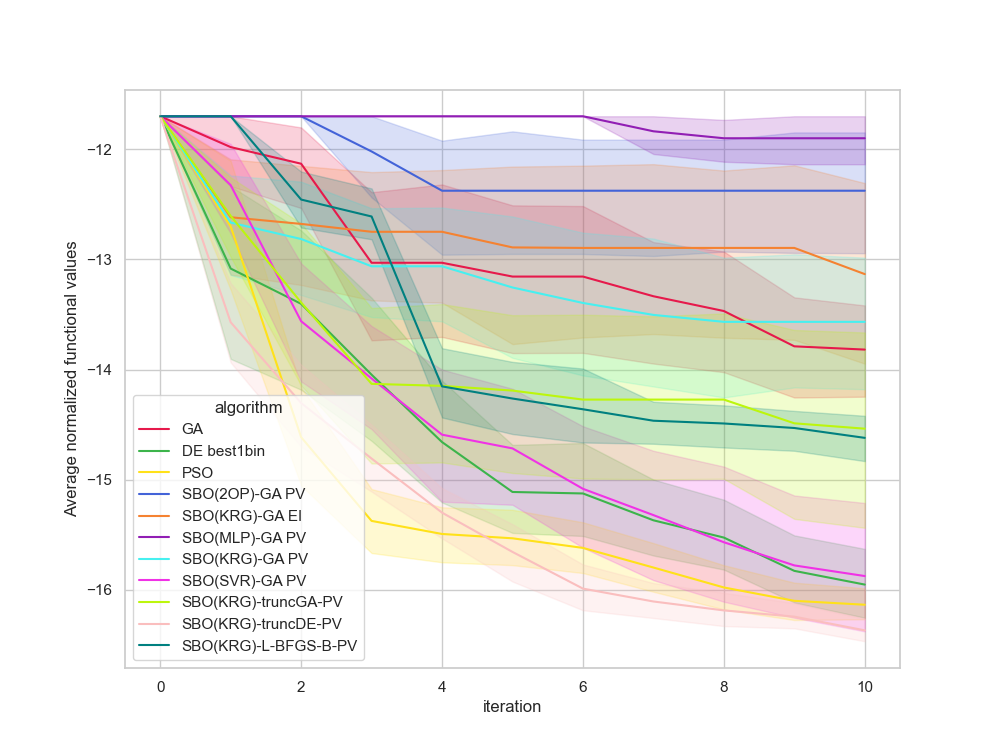 Average normalized functional values
−12
−13
−14
−15
−16
algorithm
GA
DE best1bin
PSO
SBO(2OP)-GA PV
SBO(KRG)-GA EI
SBO(MLP)-GA PV
SBO(KRG)-GA PV
SBO(SVR)-GA PV
SBO(KRG)-truncGA-PV
SBO(KRG)-truncDE-PV
SBO(KRG)-L-BFGS-B-PV
0 2 4 6 8 10
iteration